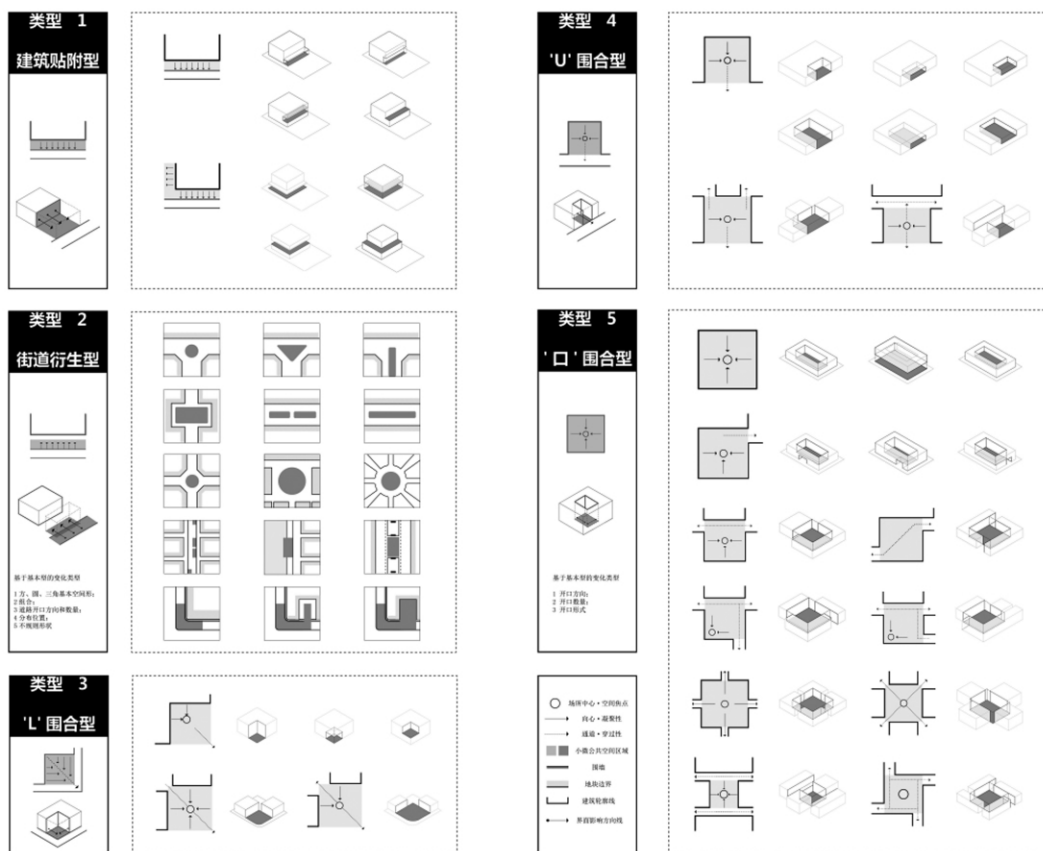 类型 1
建筑贴附型
类型 2
街道衍生型
基于基本型的变化类型
1 方、圆、三角基本空间形;
2 组合;
3 道路开口方向和数量;
4 分布位置;
5 不规则形状
类型 3
'L' 围合型
类型 4
'U' 围合型
类型 5
'口' 围合型
基于基本型的变化类型
1 开口方向;
2 开口数量;
3 开口形式
场所中心·空间焦点
向心·凝聚性
通道·穿过性
小微公共空间区域
围墙
地块边界
建筑轮廓线
界面影响方向线